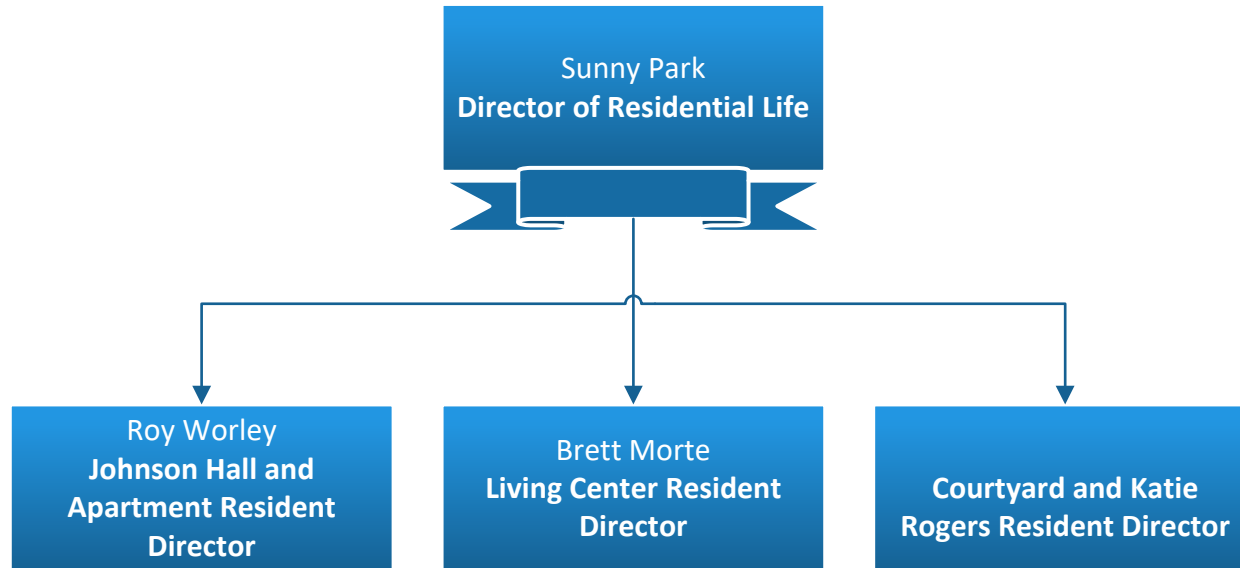 Sunny Park
Director of Residential Life
Roy Worley
Johnson Hall and
Apartment Resident
Director
Brett Morte
Living Center Resident
Director
Courtyard and Katie
Rogers Resident Director